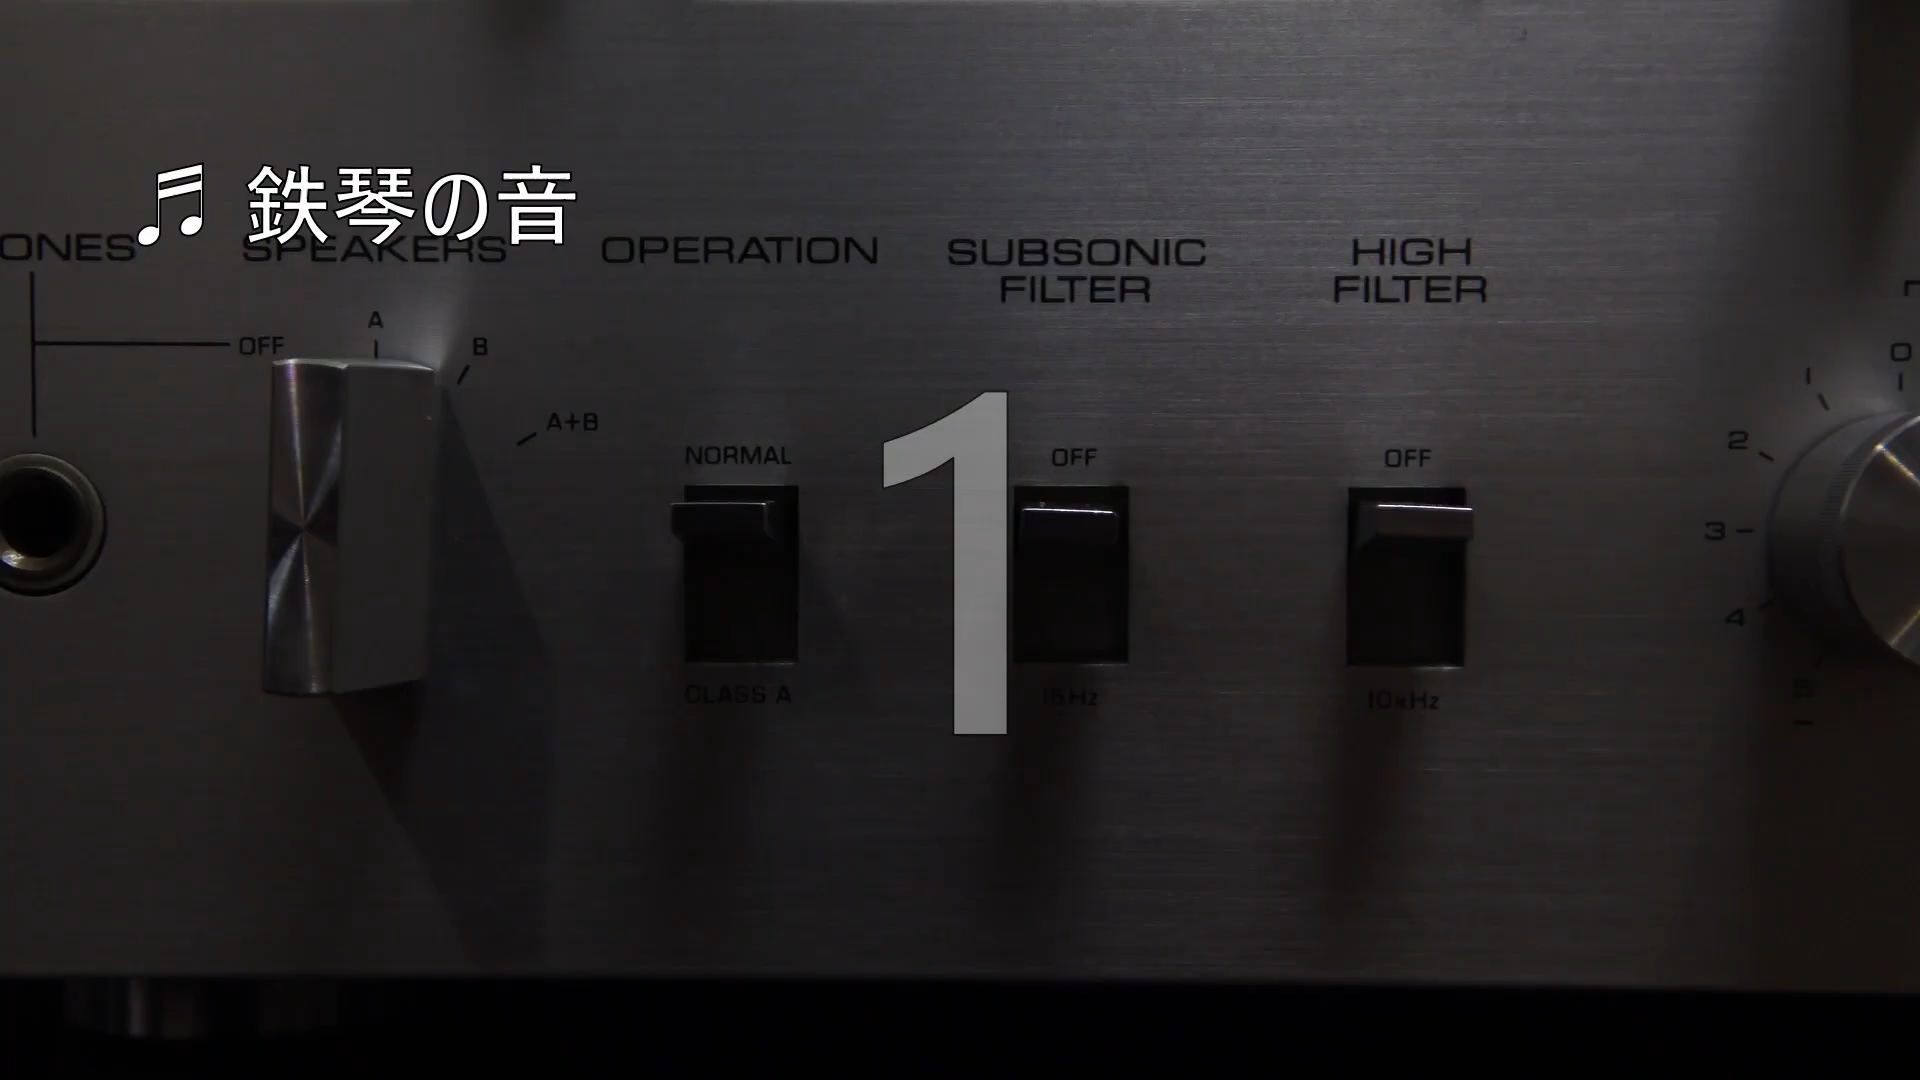 ♬ 鉄琴の音
ONES SPEAKERS OPERATION SUBSONIC FILTER HIGH FILTER
OFF A B A+B
NORMAL OFF OFF
1
CLASS A 15Hz 10kHz
0 1 2 3 4 5